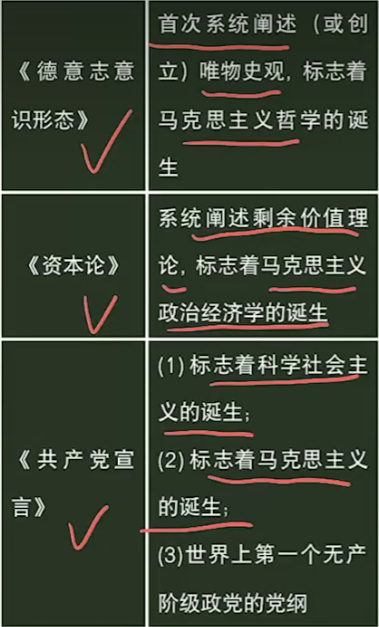 《德意志意
识形态》
首次系统阐述（或创
立）唯物史观，标志着
马克思主义哲学的诞
生
《资本论》
系统阐述剩余价值理
论，标志着马克思主义
政治经济学的诞生
《共产党宣
言》
(1)标志着科学社会主
义的诞生；
(2)标志着马克思主义
的诞生；
(3)世界上第一个无产
阶级政党的党纲